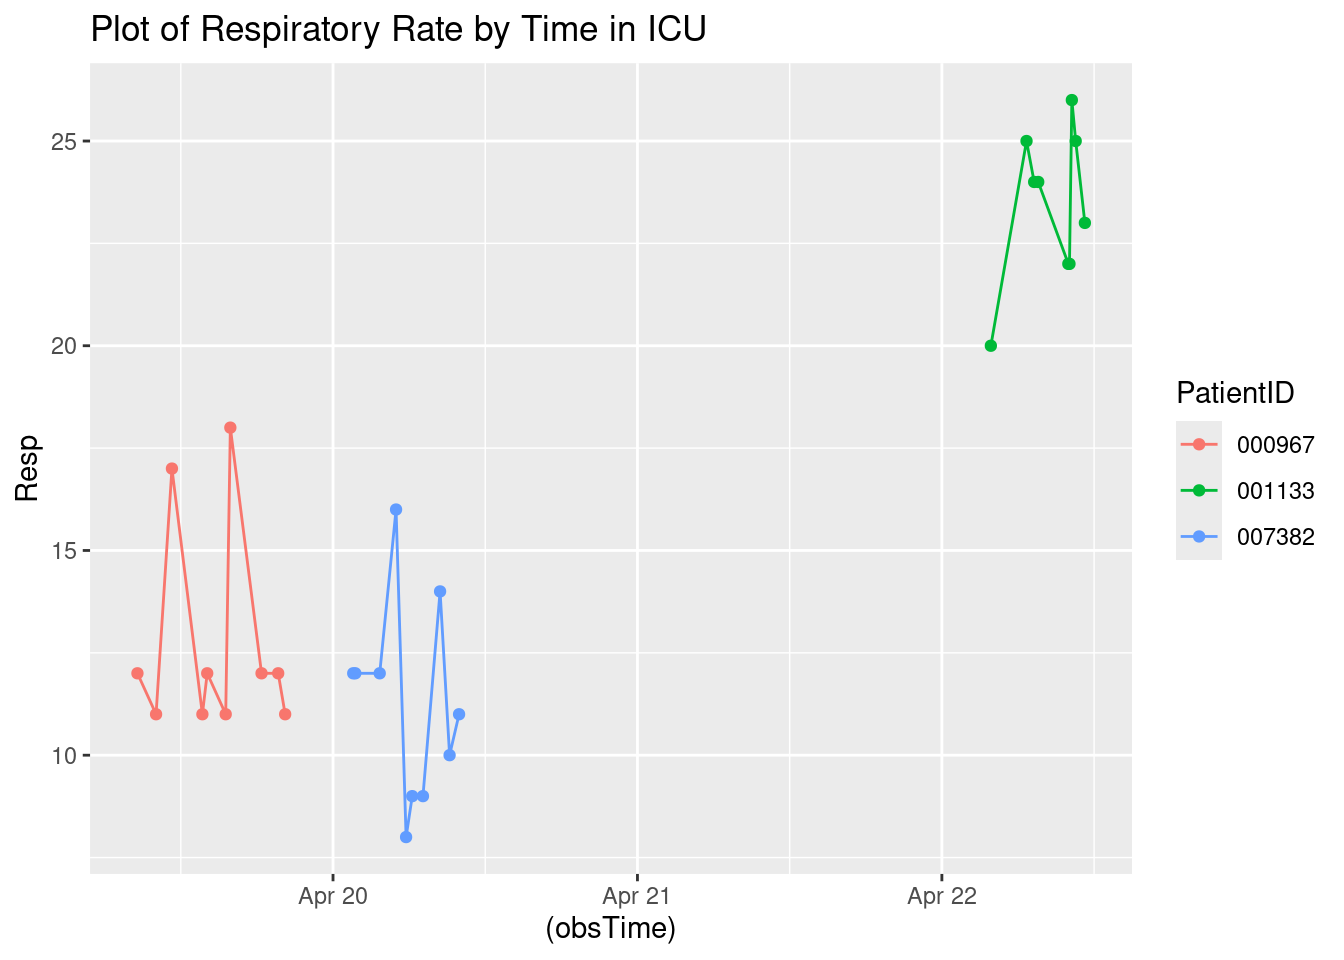 Plot of Respiratory Rate by Time in ICU
25
20
15
10
Resp
Apr 20
Apr 21
Apr 22
(obsTime)
PatientID
000967
001133
007382